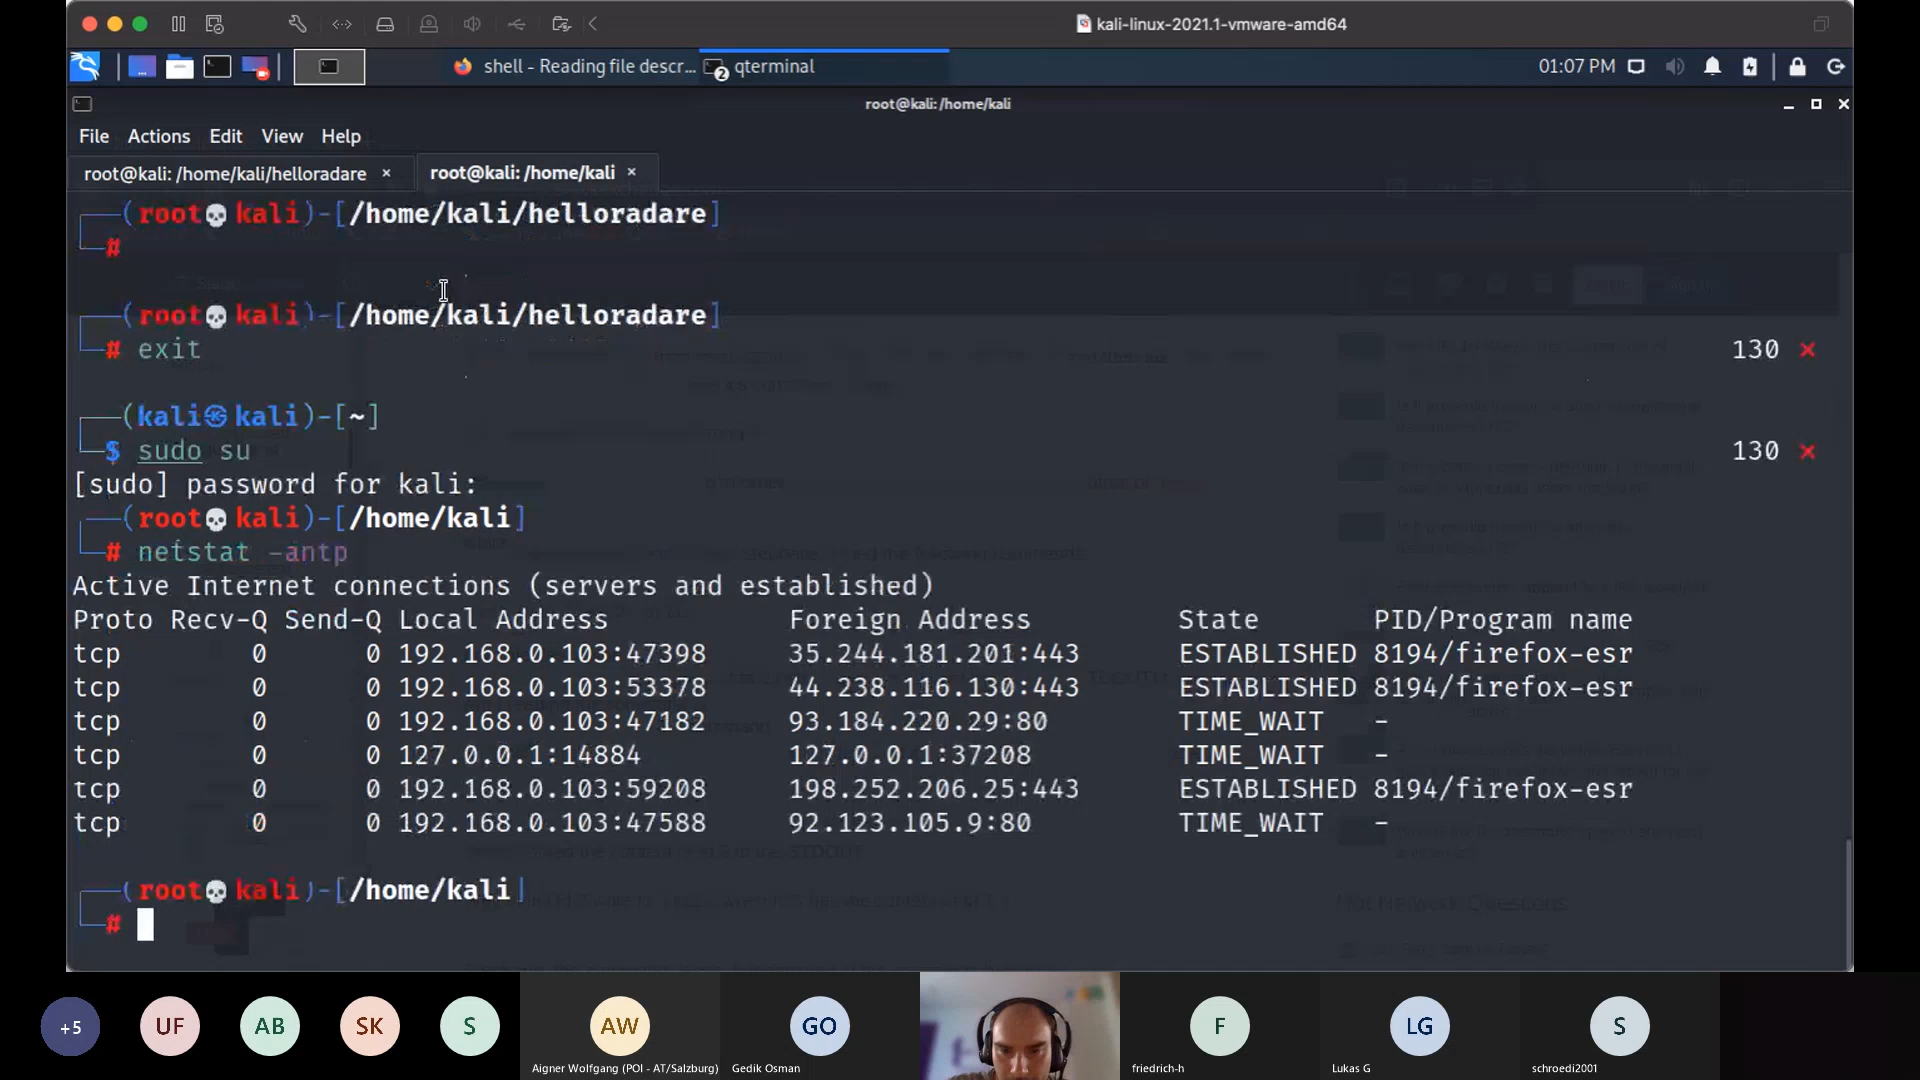 kali-linux-2021.1-vmware-amd64
shell - Reading file descr...
2 qterminal
01:07 PM
root@kali: /home/kali
File Actions Edit View Help
root@kali: /home/kali/helloradare ×
root@kali: /home/kali ×
(root💀kali)-[/home/kali/helloradare]
#
(root💀kali)-[/home/kali/helloradare]
# exit 130 ×
(kali㉿kali)-[~]
$ sudo su 130 ×
[sudo] password for kali:
(root💀kali)-[/home/kali]
# netstat -antp
Active Internet connections (servers and established)
Proto Recv-Q Send-Q Local Address Foreign Address State PID/Program name
tcp 0 0 192.168.0.103:47398 35.244.181.201:443 ESTABLISHED 8194/firefox-esr
tcp 0 0 192.168.0.103:53378 44.238.116.130:443 ESTABLISHED 8194/firefox-esr
tcp 0 0 192.168.0.103:47182 93.184.220.29:80 TIME_WAIT -
tcp 0 0 127.0.0.1:14884 127.0.0.1:37208 TIME_WAIT -
tcp 0 0 192.168.0.103:59208 198.252.206.25:443 ESTABLISHED 8194/firefox-esr
tcp 0 0 192.168.0.103:47588 92.123.105.9:80 TIME_WAIT -
(root💀kali)-[/home/kali]
#
+5 UF AB SK S AW GO F LG S
Aigner Wolfgang (POI - AT/Salzburg) Gedik Osman friedrich-h Lukas G schroedi2001